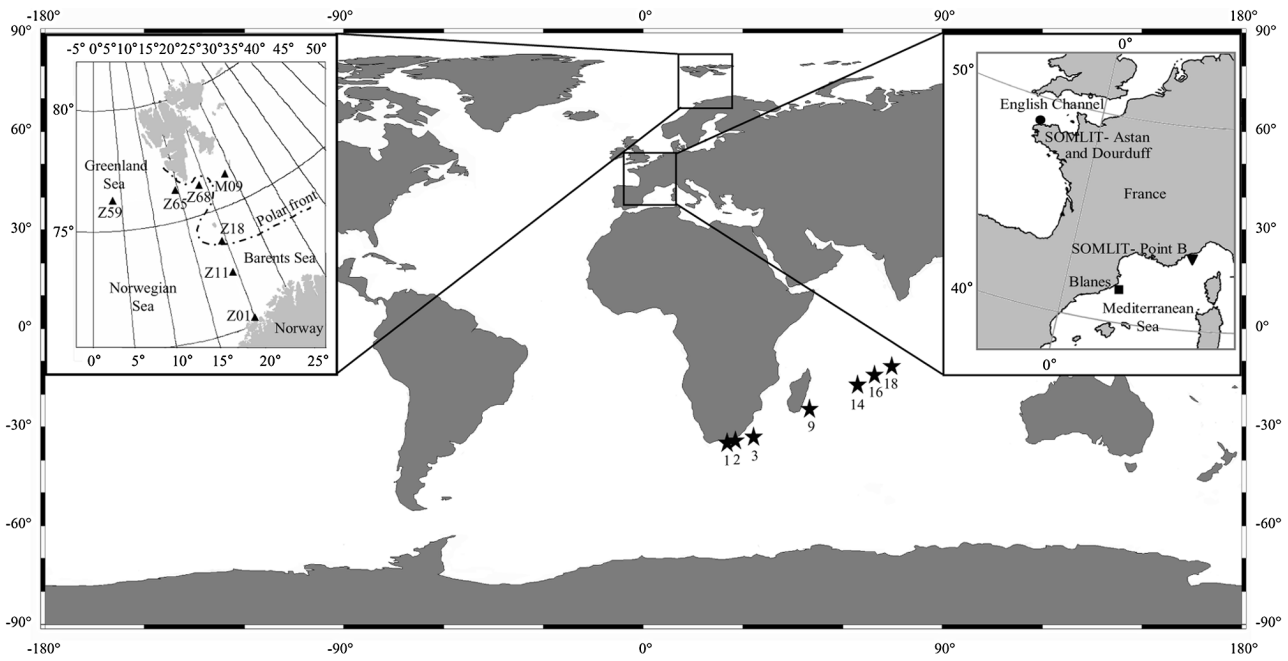 -180°
-90°
0°
90°
180°
90°
60°
30°
0°
-30°
-60°
-90°
90°
60°
30°
0°
-30°
-60°
-90°
-180°
-90°
0°
90°
180°
-5° 0°5°10°15°20°25°30°35°40° 45° 50°
80°
75°
Greenland
Sea
Z59
Z65
Z68
M09
Z18
Polar front
Z11
Barents Sea
Norwegian
Sea
Z01
Norway
0° 5° 10° 15° 20° 25°
0°
50°
English Channel
SOMLIT- Astan
and Dourduff
France
SOMLIT- Point B
40°
Blanes
Mediterranean
Sea
0°
1 2 3
9
14
16
18